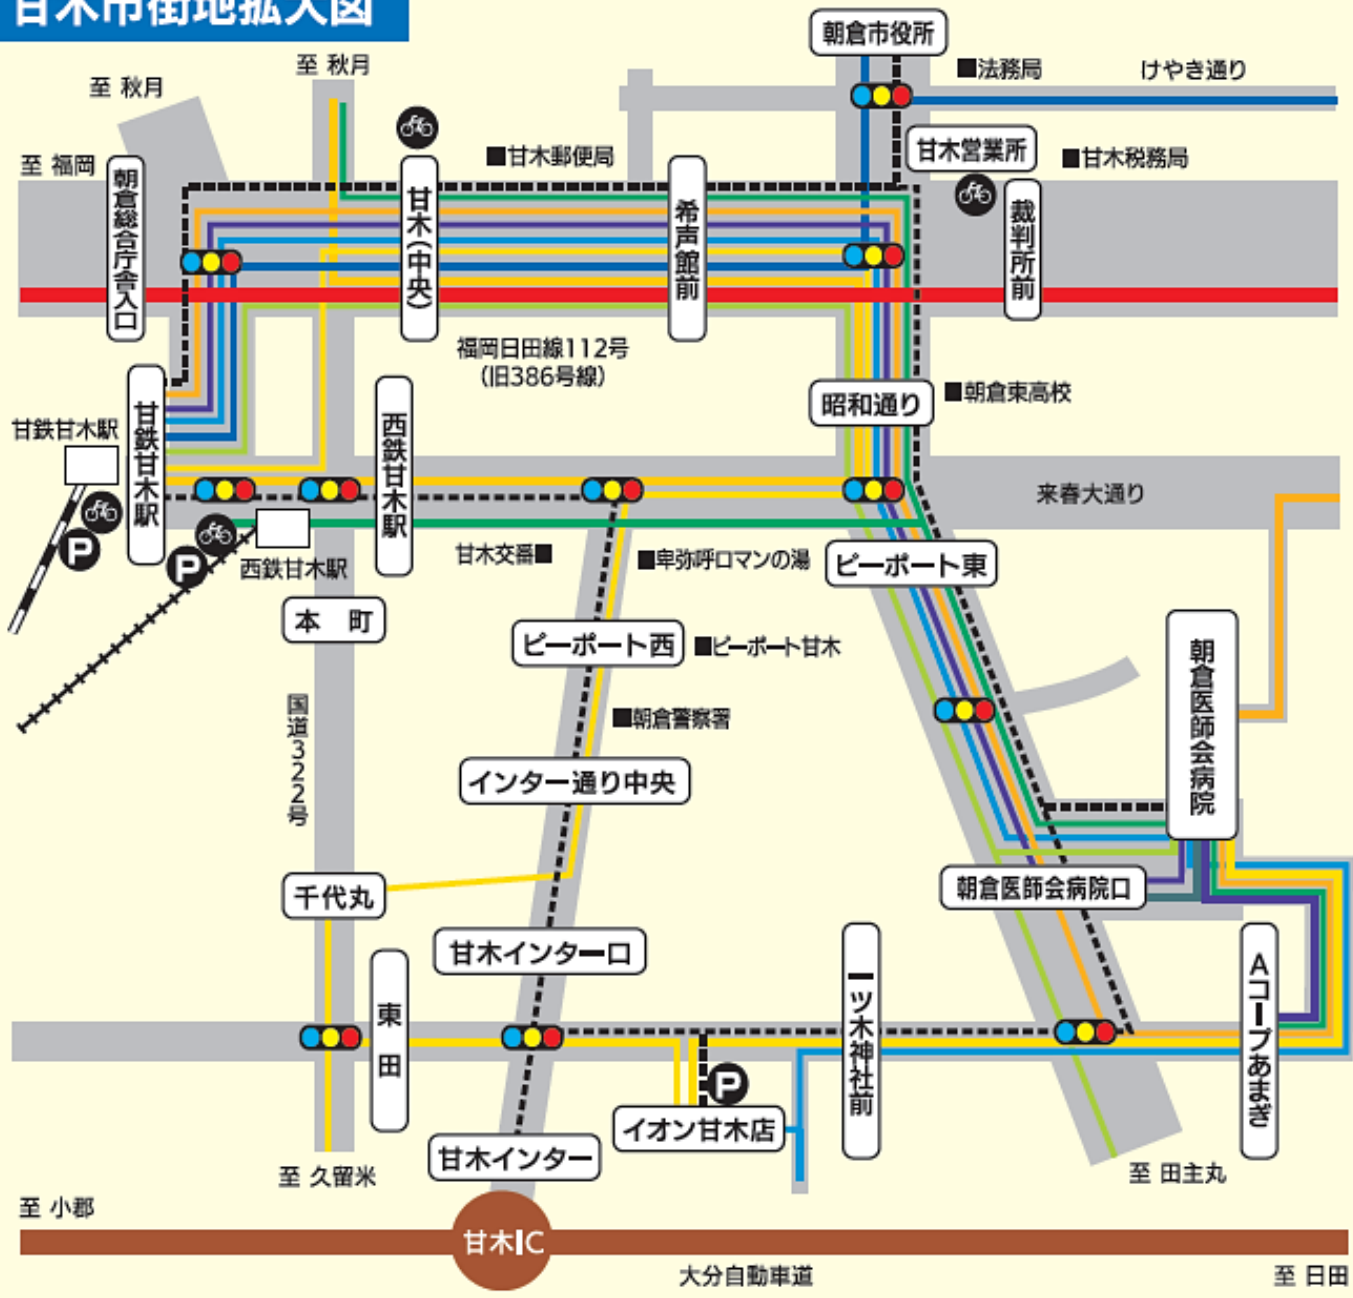 甘木市街地拡大図
朝倉市役所
至 秋月
至 秋月
■法務局
けやき通り
至 福岡
■甘木郵便局
甘木営業所
■甘木税務局
朝倉総合庁舎入口
甘木(中央)
希声館前
裁判所前
福岡日田線112号
(旧386号線)
昭和通り
■朝倉東高校
甘鉄甘木駅
甘鉄甘木駅
西鉄甘木駅
来春大通り
P
P
西鉄甘木駅
甘木交番■
■卑弥呼ロマンの湯
ピーポート東
本 町
ピーポート西
■ピーポート甘木
朝倉医師会病院
国道322号
■朝倉警察署
インター通り中央
千代丸
朝倉医師会病院口
甘木インター口
一ツ木神社前
Aコープあまぎ
東田
P
イオン甘木店
甘木インター
至 久留米
至 田主丸
至 小郡
甘木IC
大分自動車道
至 日田